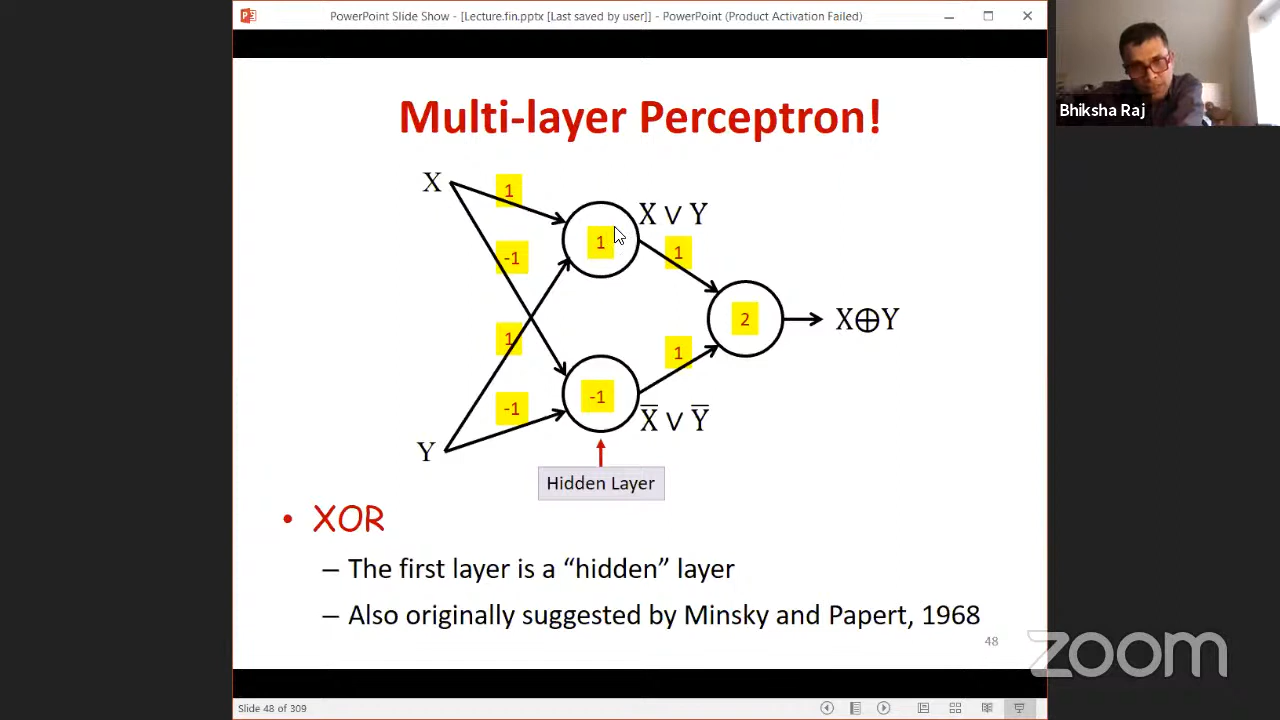 PowerPoint Slide Show - [Lecture.fin.pptx [Last saved by user]] - PowerPoint (Product Activation Failed)
Bhiksha Raj
Multi-layer Perceptron!
X
1
-1
1
X ∨ Y
1
2
X⊕Y
1
-1
Y
-1
1
X̅ ∨ Y̅
Hidden Layer
• XOR
– The first layer is a “hidden” layer
– Also originally suggested by Minsky and Papert, 1968
48
zoom
Slide 48 of 309